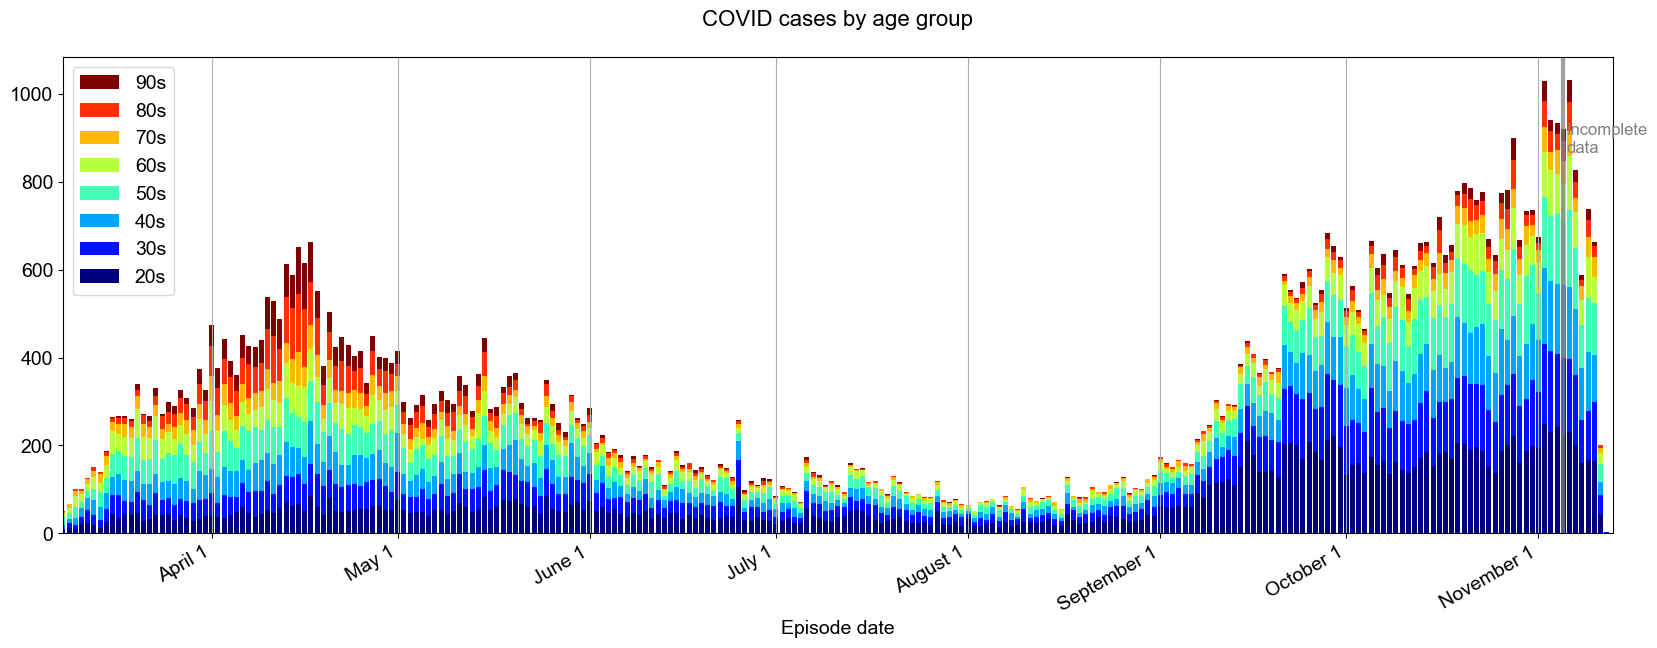 COVID cases by age group
1000
800
600
400
200
0
90s
80s
70s
60s
50s
40s
30s
20s
Incomplete
data
April 1
May 1
June 1
July 1
August 1
September 1
October 1
November 1
Episode date